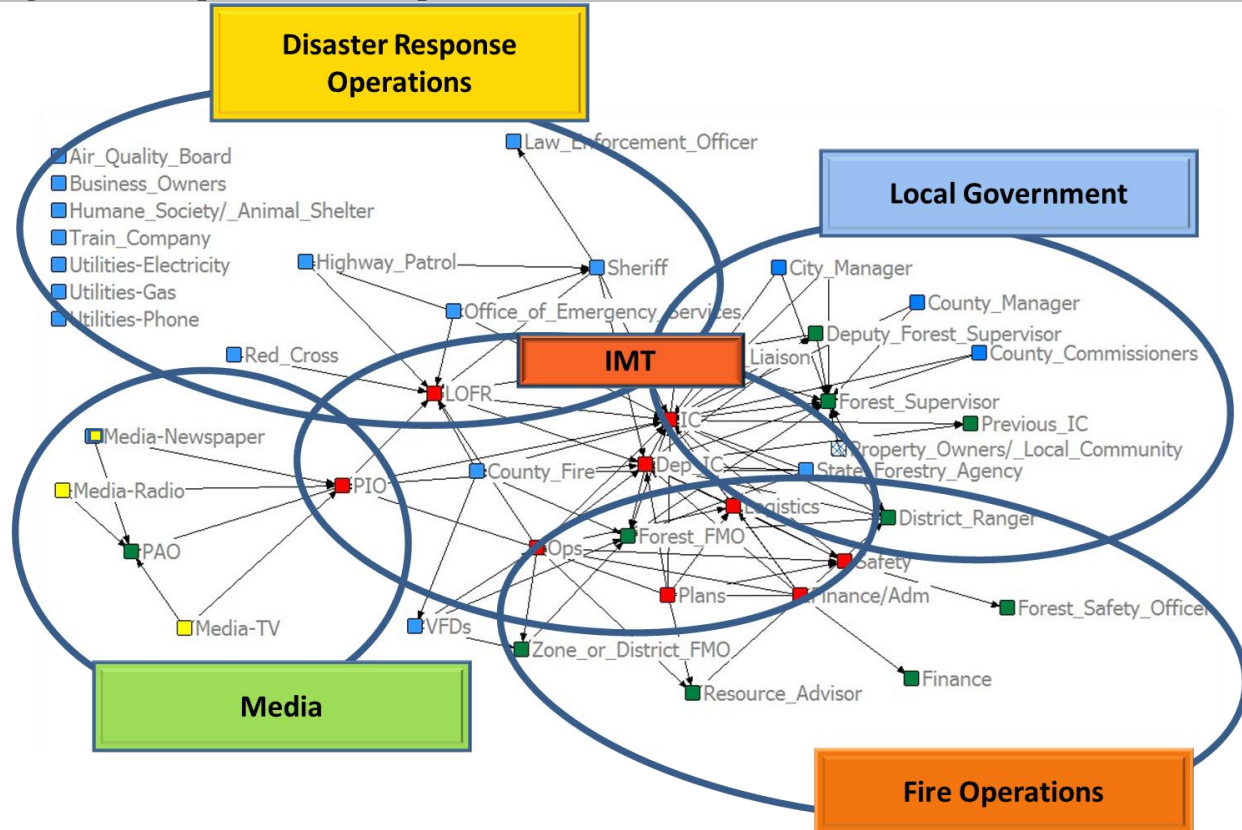 Disaster Response
Operations
Law_Enforcement_Officer
Air_Quality_Board
Business_Owners
Humane_Society/_Animal_Shelter
Train_Company
Utilities-Electricity
Utilities-Gas
Utilities-Phone
Local Government
Highway_Patrol
Sheriff
City_Manager
Office_of_Emergency_Services
County_Manager
Deputy_Forest_Supervisor
Red_Cross
IMT
Liaison
County_Commissioners
LOFR
Forest_Supervisor
IC
Previous_IC
Media-Newspaper
Property_Owners/_Local_Community
County_Fire
Dep_IC
State_Forestry_Agency
Media-Radio
PIO
Logistics
District_Ranger
PAO
Ops
Forest_FMO
Safety
Plans
Finance/Adm
Forest_Safety_Officer
Media-TV
VFDs
Zone_or_District_FMO
Finance
Resource_Advisor
Media
Fire Operations